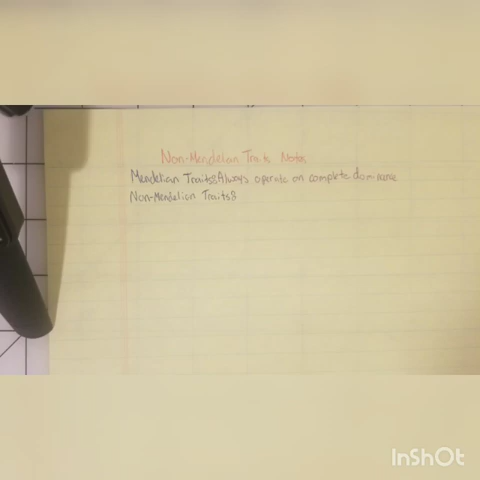 Non-Mendelian Traits Notes
Mendelian Traits: Always operate on complete dominance
Non-Mendelian Traits:
InShOt